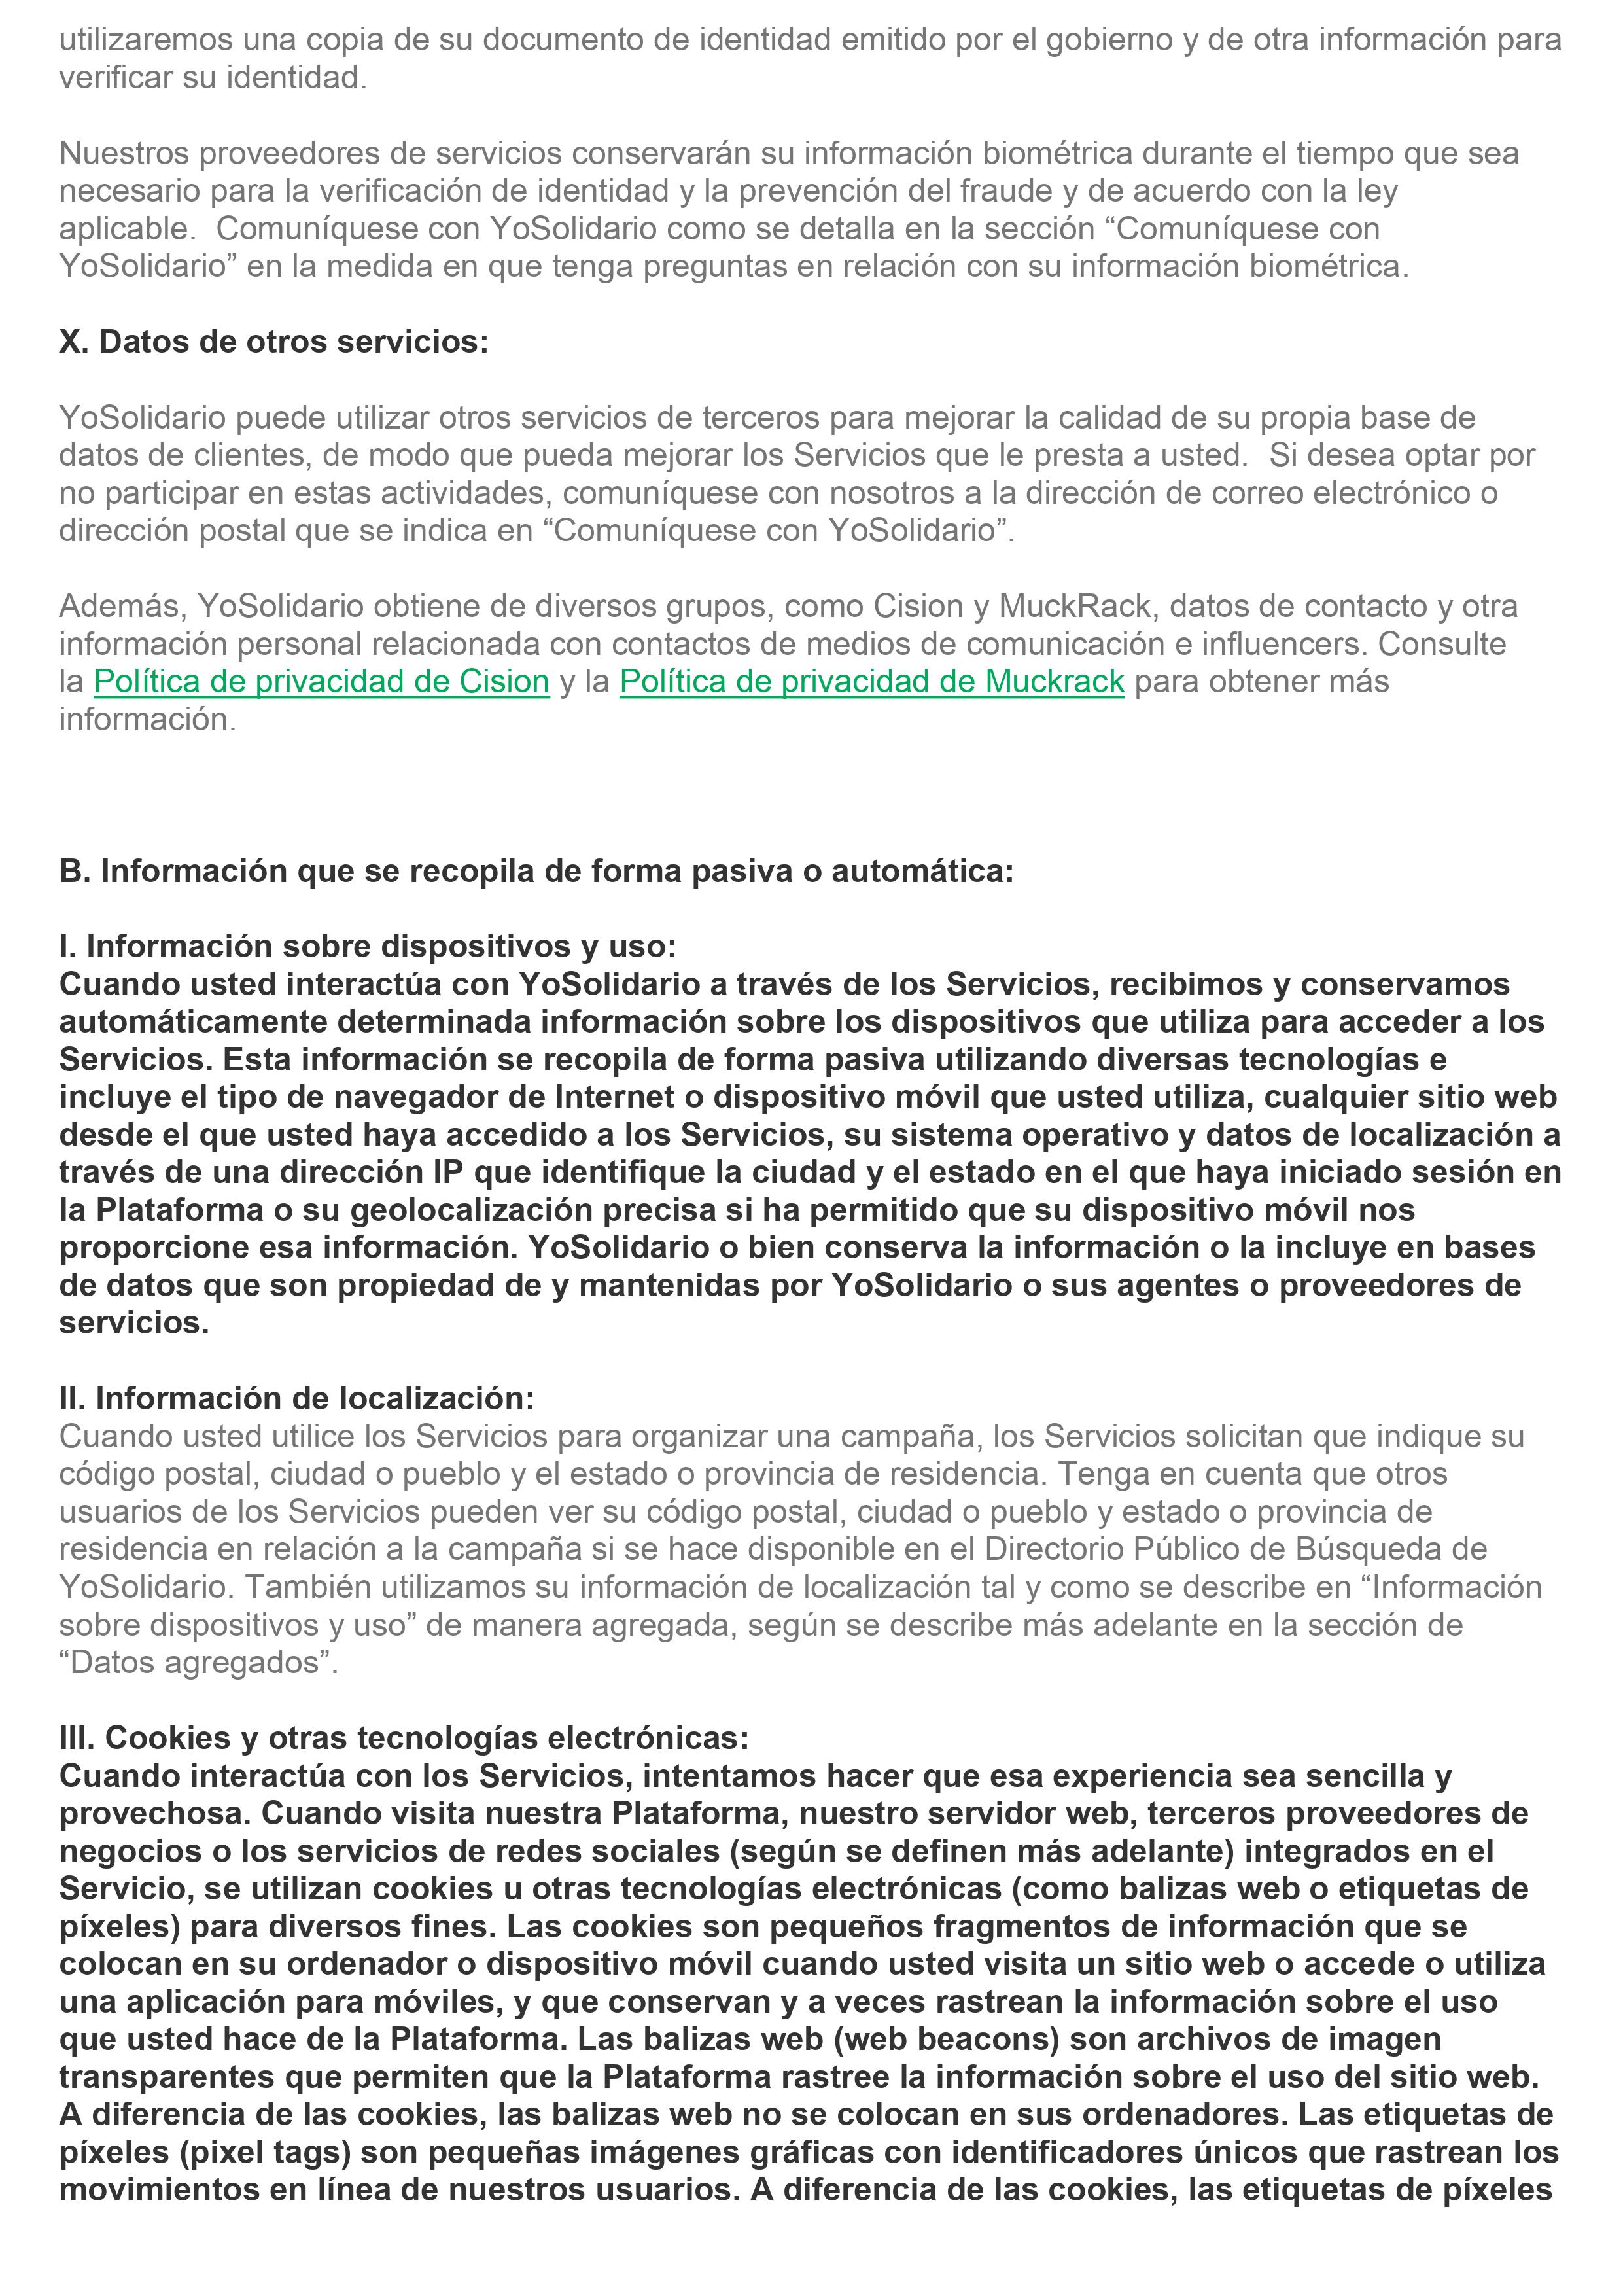 utilizaremos una copia de su documento de identidad emitido por el gobierno y de otra información para
verificar su identidad.
Nuestros proveedores de servicios conservarán su información biométrica durante el tiempo que sea
necesario para la verificación de identidad y la prevención del fraude y de acuerdo con la ley
aplicable.  Comuníquese con YoSolidario como se detalla en la sección “Comuníquese con
YoSolidario” en la medida en que tenga preguntas en relación con su información biométrica.
X. Datos de otros servicios:
YoSolidario puede utilizar otros servicios de terceros para mejorar la calidad de su propia base de
datos de clientes, de modo que pueda mejorar los Servicios que le presta a usted.  Si desea optar por
no participar en estas actividades, comuníquese con nosotros a la dirección de correo electrónico o
dirección postal que se indica en “Comuníquese con YoSolidario”.
Además, YoSolidario obtiene de diversos grupos, como Cision y MuckRack, datos de contacto y otra
información personal relacionada con contactos de medios de comunicación e influencers. Consulte
la Política de privacidad de Cision y la Política de privacidad de Muckrack para obtener más
información.
B. Información que se recopila de forma pasiva o automática:
I. Información sobre dispositivos y uso:
Cuando usted interactúa con YoSolidario a través de los Servicios, recibimos y conservamos
automáticamente determinada información sobre los dispositivos que utiliza para acceder a los
Servicios. Esta información se recopila de forma pasiva utilizando diversas tecnologías e
incluye el tipo de navegador de Internet o dispositivo móvil que usted utiliza, cualquier sitio web
desde el que usted haya accedido a los Servicios, su sistema operativo y datos de localización a
través de una dirección IP que identifique la ciudad y el estado en el que haya iniciado sesión en
la Plataforma o su geolocalización precisa si ha permitido que su dispositivo móvil nos
proporcione esa información. YoSolidario o bien conserva la información o la incluye en bases
de datos que son propiedad de y mantenidas por YoSolidario o sus agentes o proveedores de
servicios.
II. Información de localización:
Cuando usted utilice los Servicios para organizar una campaña, los Servicios solicitan que indique su
código postal, ciudad o pueblo y el estado o provincia de residencia. Tenga en cuenta que otros
usuarios de los Servicios pueden ver su código postal, ciudad o pueblo y estado o provincia de
residencia en relación a la campaña si se hace disponible en el Directorio Público de Búsqueda de
YoSolidario. También utilizamos su información de localización tal y como se describe en “Información
sobre dispositivos y uso” de manera agregada, según se describe más adelante en la sección de
“Datos agregados”.
III. Cookies y otras tecnologías electrónicas:
Cuando interactúa con los Servicios, intentamos hacer que esa experiencia sea sencilla y
provechosa. Cuando visita nuestra Plataforma, nuestro servidor web, terceros proveedores de
negocios o los servicios de redes sociales (según se definen más adelante) integrados en el
Servicio, se utilizan cookies u otras tecnologías electrónicas (como balizas web o etiquetas de
píxeles) para diversos fines. Las cookies son pequeños fragmentos de información que se
colocan en su ordenador o dispositivo móvil cuando usted visita un sitio web o accede o utiliza
una aplicación para móviles, y que conservan y a veces rastrean la información sobre el uso
que usted hace de la Plataforma. Las balizas web (web beacons) son archivos de imagen
transparentes que permiten que la Plataforma rastree la información sobre el uso del sitio web.
A diferencia de las cookies, las balizas web no se colocan en sus ordenadores. Las etiquetas de
píxeles (pixel tags) son pequeñas imágenes gráficas con identificadores únicos que rastrean los
movimientos en línea de nuestros usuarios. A diferencia de las cookies, las etiquetas de píxeles